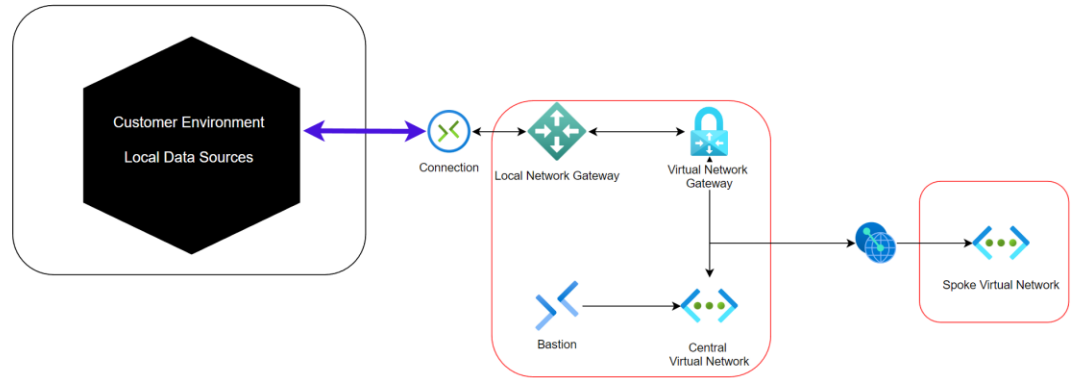 Customer Environment
Local Data Sources
Connection
Local Network Gateway
Virtual Network
Gateway
Bastion
Central
Virtual Network
Spoke Virtual Network